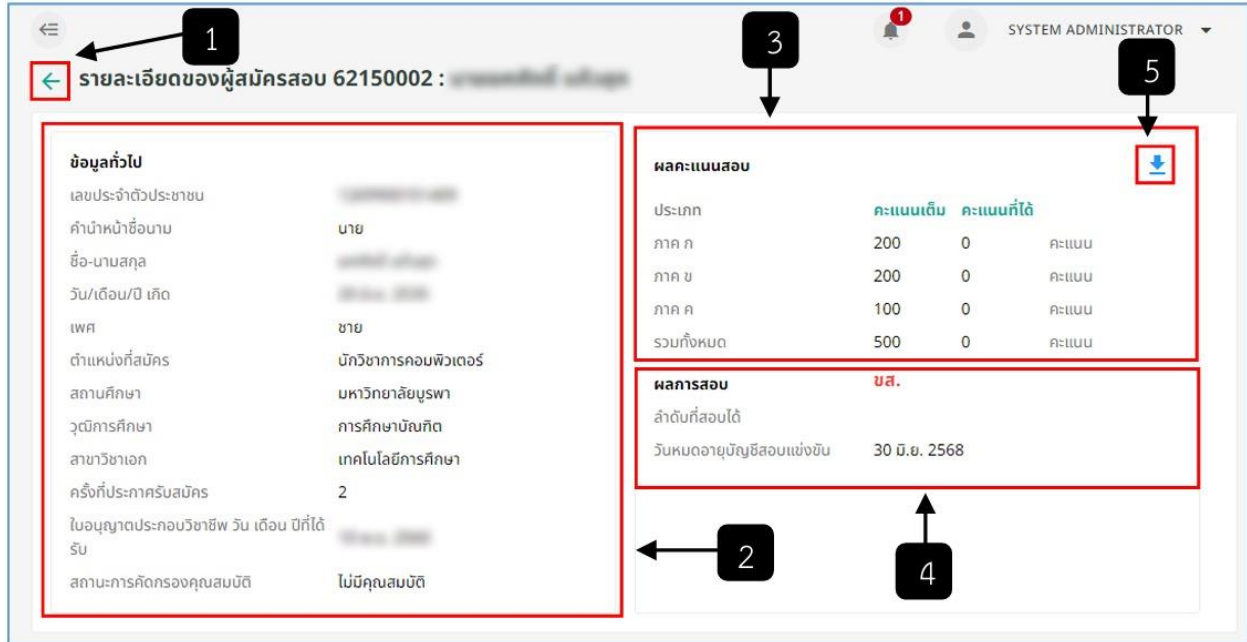 1
1
3
SYSTEM ADMINISTRATOR
5
รายละเอียดของผู้สมัครสอบ 62150002 :
ข้อมูลทั่วไป
เลขประจำตัวประชาชน
คำนำหน้าชื่อนาม นาย
ชื่อ-นามสกุล
วัน/เดือน/ปี เกิด
เพศ ชาย
ตำแหน่งที่สมัคร นักวิชาการคอมพิวเตอร์
สถานศึกษา มหาวิทยาลัยบูรพา
วุฒิการศึกษา การศึกษาบัณฑิต
สาขาวิชาเอก เทคโนโลยีการศึกษา
ครั้งที่ประกาศรับสมัคร 2
ใบอนุญาตประกอบวิชาชีพ วัน เดือน ปีที่ได้
รับ
สถานะการคัดกรองคุณสมบัติ ไม่มีคุณสมบัติ
2
ผลคะแนนสอบ
ประเภท คะแนนเต็ม คะแนนที่ได้
ภาค ก 200 0 คะแนน
ภาค ข 200 0 คะแนน
ภาค ค 100 0 คะแนน
รวมทั้งหมด 500 0 คะแนน
ผลการสอบ ขส.
ลำดับที่สอบได้
วันหมดอายุบัญชีสอบแข่งขัน 30 มิ.ย. 2568
4